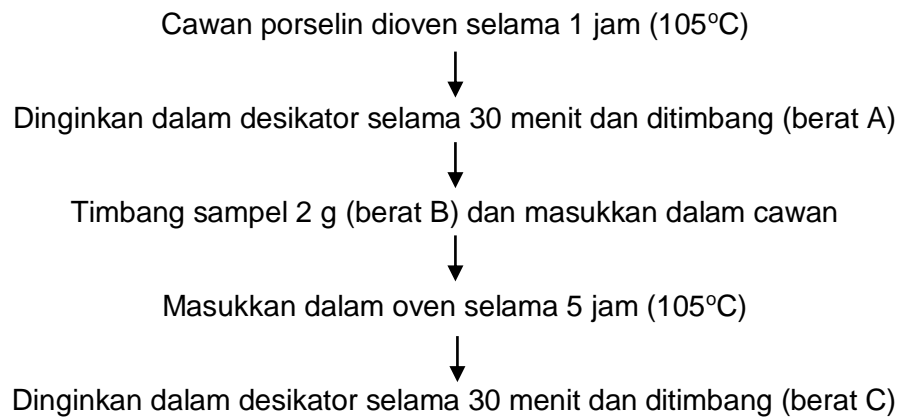 Cawan porselin dioven selama 1 jam (105°C)
Dinginkan dalam desikator selama 30 menit dan ditimbang (berat A)
Timbang sampel 2 g (berat B) dan masukkan dalam cawan
Masukkan dalam oven selama 5 jam (105°C)
Dinginkan dalam desikator selama 30 menit dan ditimbang (berat C)